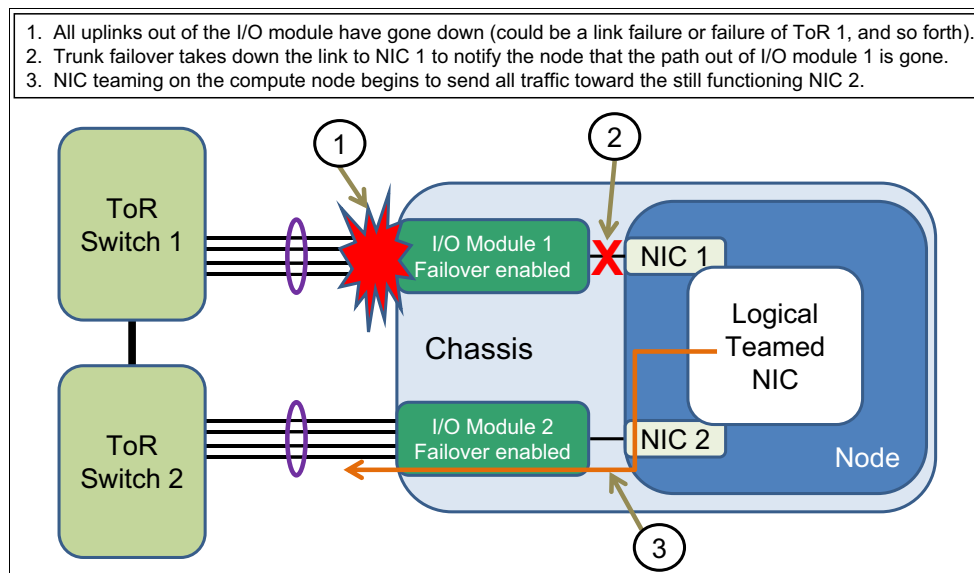 1. All uplinks out of the I/O module have gone down (could be a link failure or failure of ToR 1, and so forth).
2. Trunk failover takes down the link to NIC 1 to notify the node that the path out of I/O module 1 is gone.
3. NIC teaming on the compute node begins to send all traffic toward the still functioning NIC 2.
1
2
ToR
Switch 1
I/O Module 1
Failover enabled
X
NIC 1
Logical
Teamed
NIC
Chassis
ToR
Switch 2
I/O Module 2
Failover enabled
NIC 2
Node
3